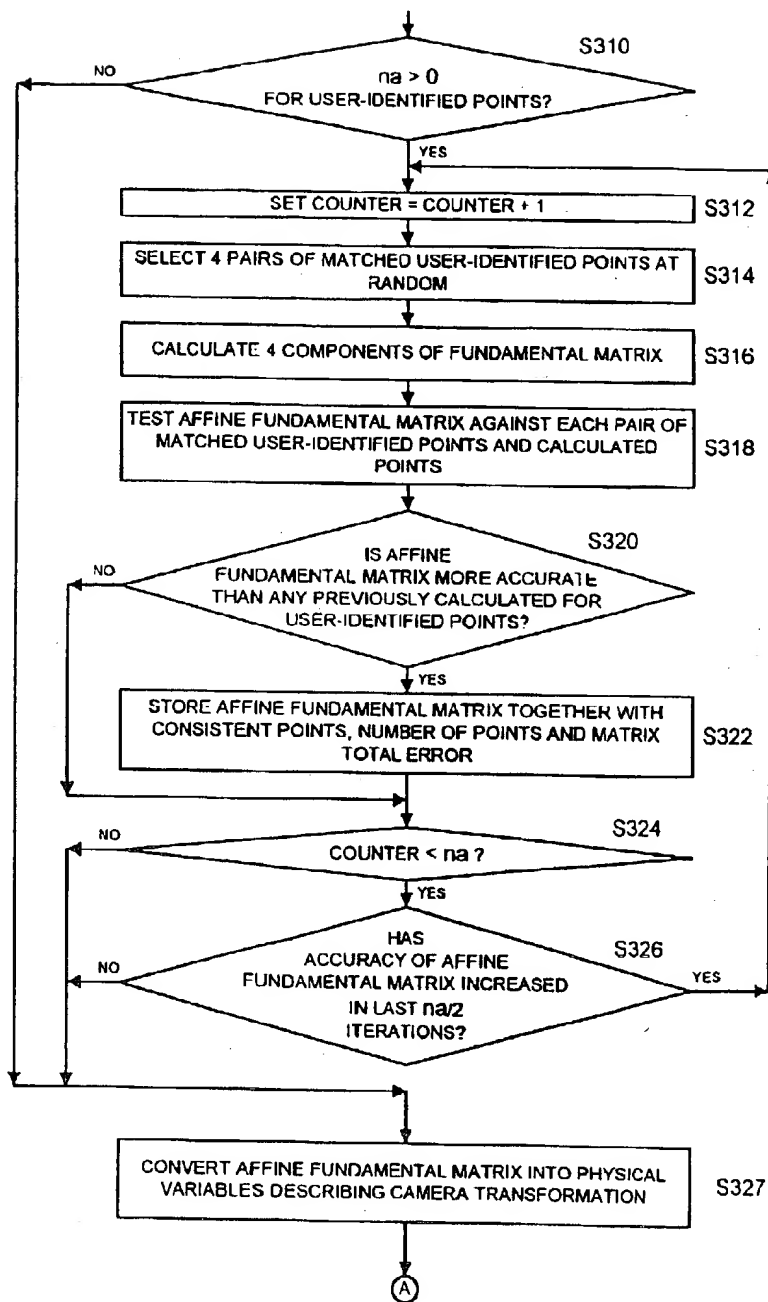 S310
NO
na > 0
FOR USER-IDENTIFIED POINTS?
YES
SET COUNTER = COUNTER + 1
S312
SELECT 4 PAIRS OF MATCHED USER-IDENTIFIED POINTS AT
RANDOM
S314
CALCULATE 4 COMPONENTS OF FUNDAMENTAL MATRIX
S316
TEST AFFINE FUNDAMENTAL MATRIX AGAINST EACH PAIR OF
MATCHED USER-IDENTIFIED POINTS AND CALCULATED
POINTS
S318
S320
NO
IS AFFINE
FUNDAMENTAL MATRIX MORE ACCURATE
THAN ANY PREVIOUSLY CALCULATED FOR
USER-IDENTIFIED POINTS?
YES
STORE AFFINE FUNDAMENTAL MATRIX TOGETHER WITH
CONSISTENT POINTS, NUMBER OF POINTS AND MATRIX
TOTAL ERROR
S322
S324
NO
COUNTER < na ?
YES
S326
HAS
ACCURACY OF AFFINE
FUNDAMENTAL MATRIX INCREASED
IN LAST na/2
ITERATIONS?
NO
YES
CONVERT AFFINE FUNDAMENTAL MATRIX INTO PHYSICAL
VARIABLES DESCRIBING CAMERA TRANSFORMATION
S327
A